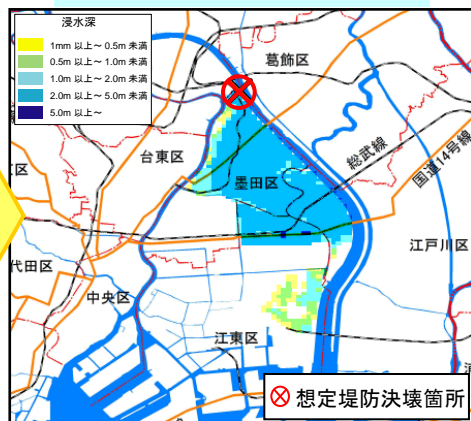 浸水深
1mm 以上～ 0.5m 未満
0.5m 以上～ 1.0m 未満
1.0m 以上～ 2.0m 未満
2.0m 以上～ 5.0m 未満
5.0m 以上～
葛飾区
台東区
総武線
国道14号線
墨田区
江戸川区
代田区
中央区
江東区
想定堤防決壊箇所